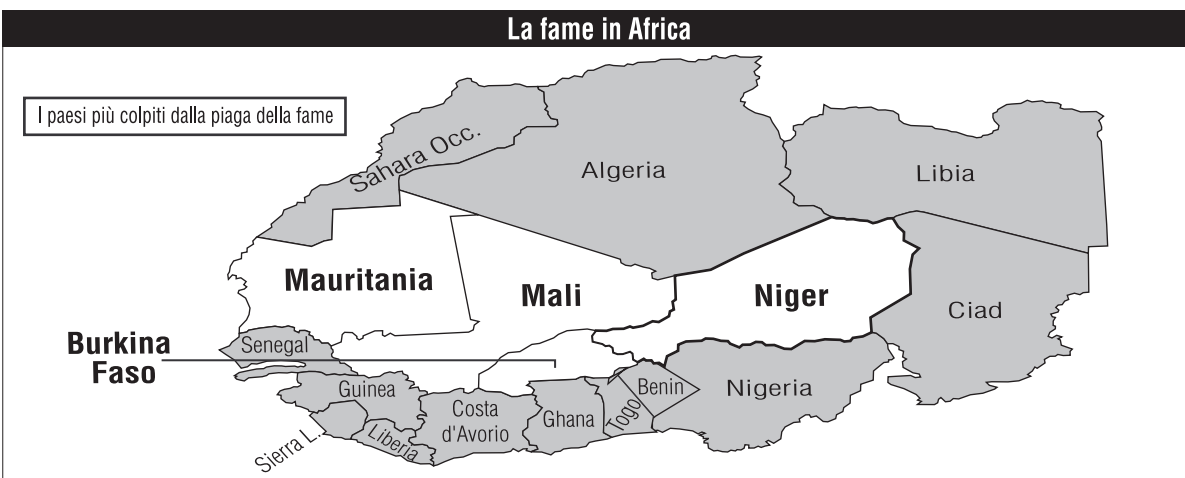 La fame in Africa
I paesi più colpiti dalla piaga della fame
Sahara Occ.
Algeria
Libia
Mauritania
Mali
Niger
Ciad
Burkina
Faso
Senegal
Guinea
Sierra L.
Liberia
Costa
d'Avorio
Ghana
Togo
Benin
Nigeria